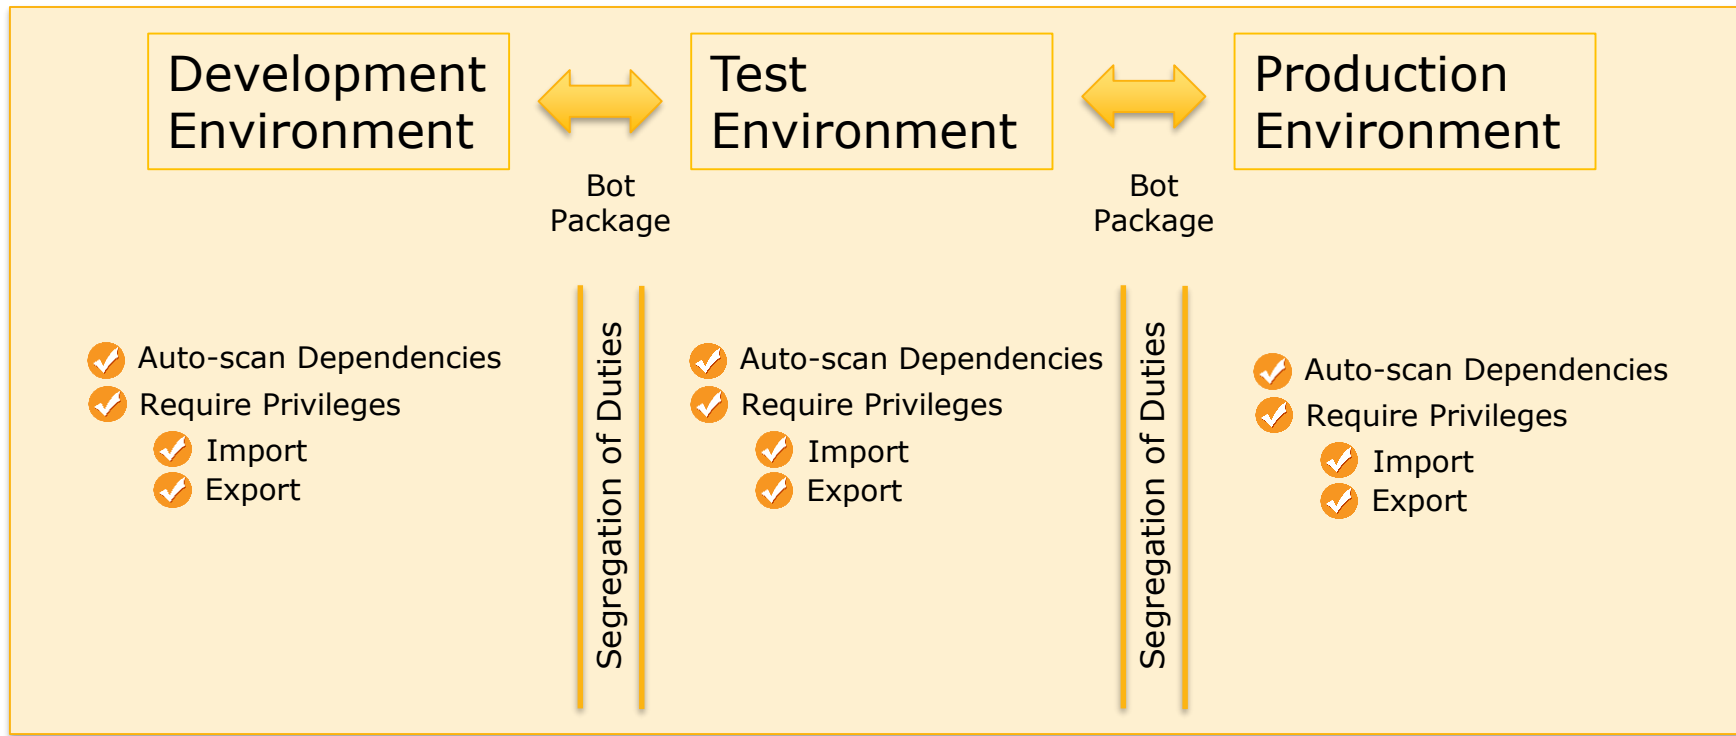 Development
Environment
Test
Environment
Production
Environment
Bot
Package
Bot
Package
Auto-scan Dependencies
Require Privileges
Import
Export
Segregation of Duties
Auto-scan Dependencies
Require Privileges
Import
Export
Segregation of Duties
Auto-scan Dependencies
Require Privileges
Import
Export